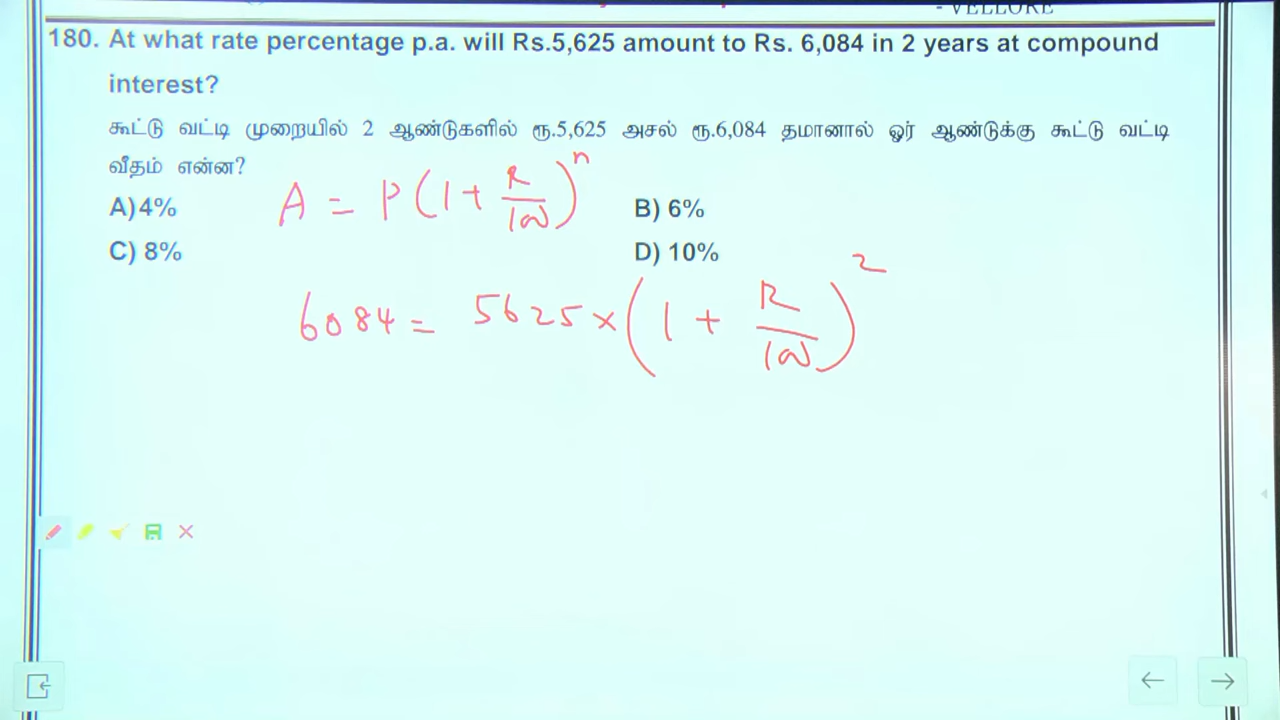 - VELLORE
180. At what rate percentage p.a. will Rs.5,625 amount to Rs. 6,084 in 2 years at compound
interest?
கூட்டு வட்டி முறையில் 2 ஆண்டுகளில் ரூ.5,625 அசல் ரூ.6,084 தமானால் ஓர் ஆண்டுக்கு கூட்டு வட்டி
வீதம் என்ன?
A = P(1 + R/100)^n
A) 4%
B) 6%
C) 8%
D) 10%
6084 = 5625 × (1 + R/100)^2